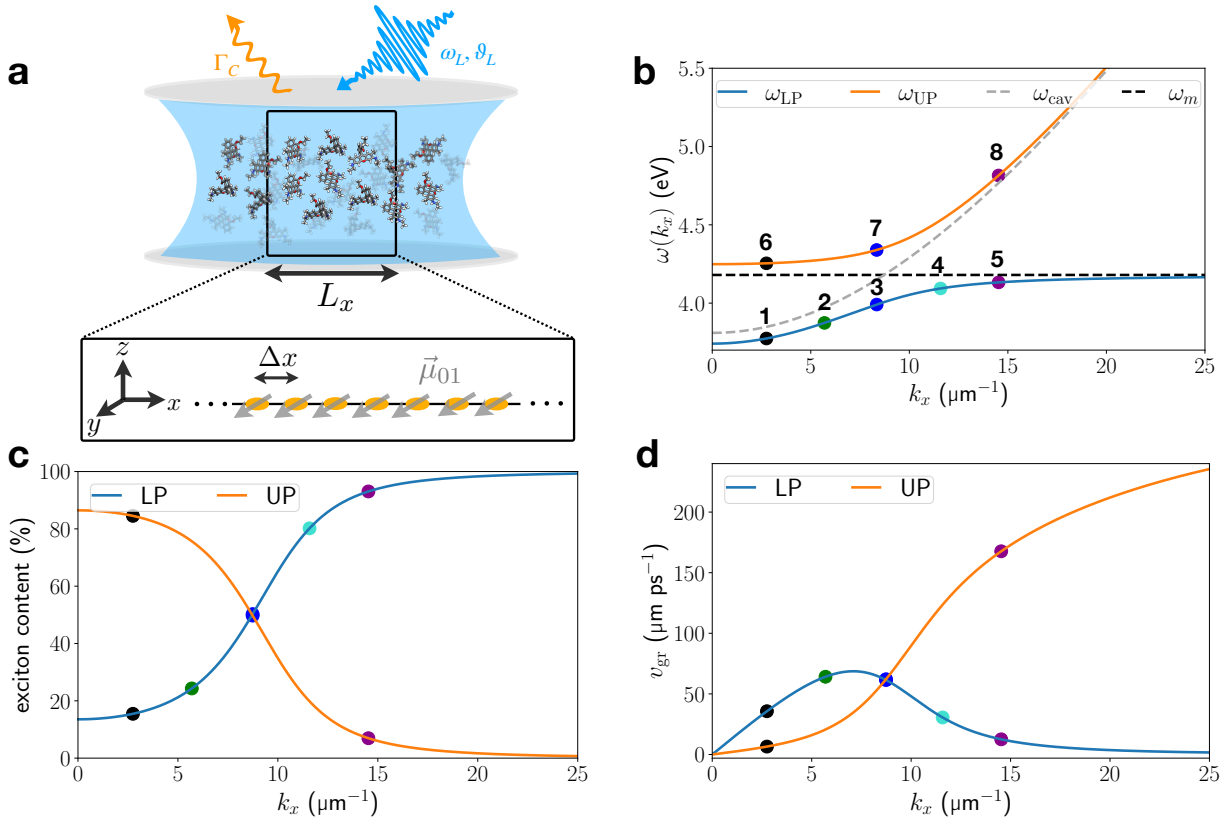 a
Γ_C
ω_L, ϑ_L
L_x
Δx
μ⃗_01
z
x
y
b
ω_LP
ω_UP
ω_cav
ω_m
5.5
5.0
4.5
4.0
ω(k_x) (eV)
1
2
3
4
5
6
7
8
0
5
10
15
20
25
k_x (μm⁻¹)
c
LP
UP
100
80
60
40
20
0
exciton content (%)
0
5
10
15
20
25
k_x (μm⁻¹)
d
LP
UP
200
150
100
50
0
v_gr (μm ps⁻¹)
0
5
10
15
20
25
k_x (μm⁻¹)